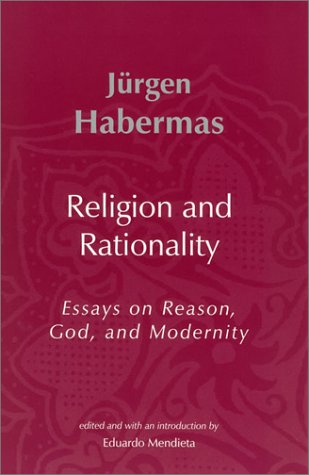 Jürgen
Habermas
Religion and
Rationality
Essays on Reason,
God, and Modernity
edited and with an introduction by
Eduardo Mendieta